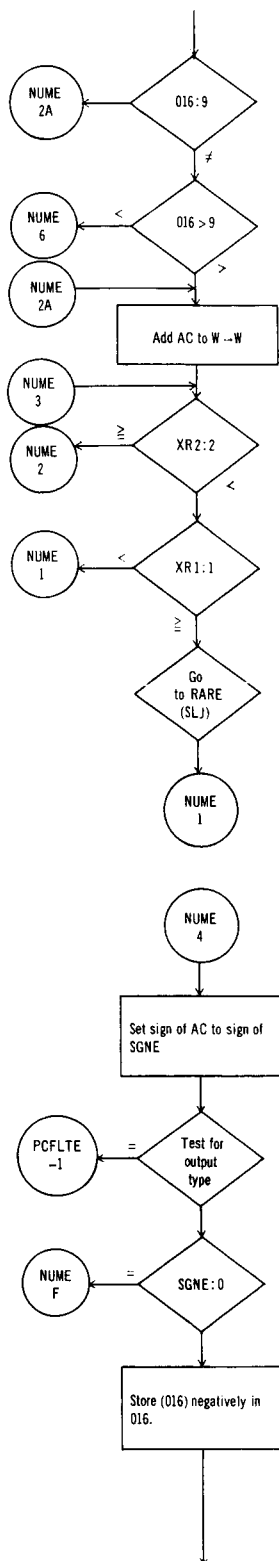 NUME
2A
016:9
≠
NUME
6
<
016>9
>
NUME
2A
Add AC to W → W
NUME
3
NUME
2
≧
XR2:2
<
NUME
1
<
XR1:1
≧
Go
to RARE
(SLJ)
NUME
1
NUME
4
Set sign of AC to sign of
SGNE
PCFLTE
-1
=
Test for
output
type
NUME
F
=
SGNE:0
Store (016) negatively in
016.